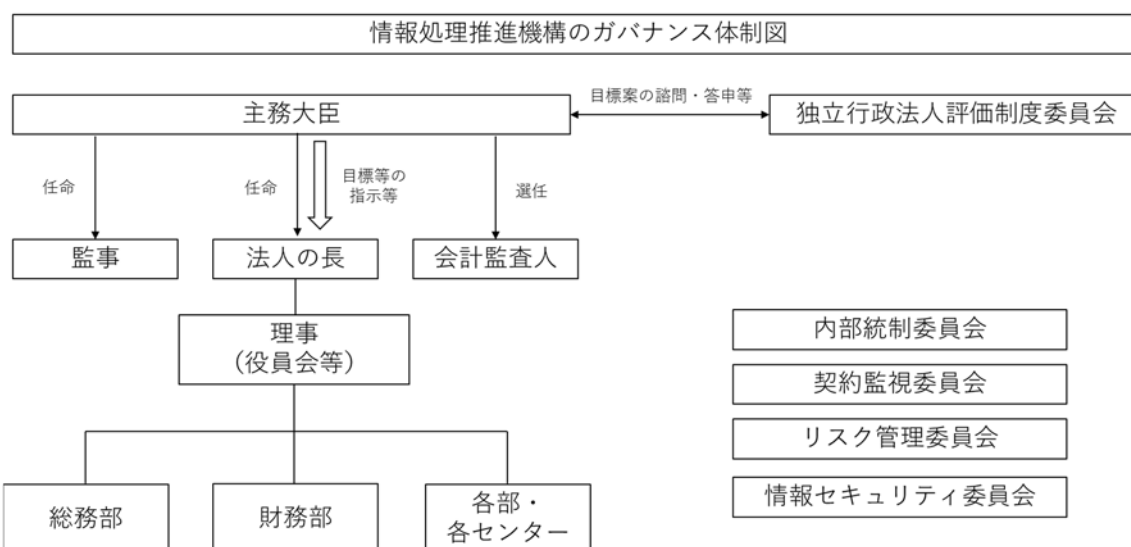 情報処理推進機構のガバナンス体制図
主務大臣
目標案の諮問・答申等
独立行政法人評価制度委員会
任命
任命
目標等の
指示等
選任
監事
法人の長
会計監査人
理事
（役員会等）
内部統制委員会
契約監視委員会
リスク管理委員会
情報セキュリティ委員会
総務部
財務部
各部・
各センター